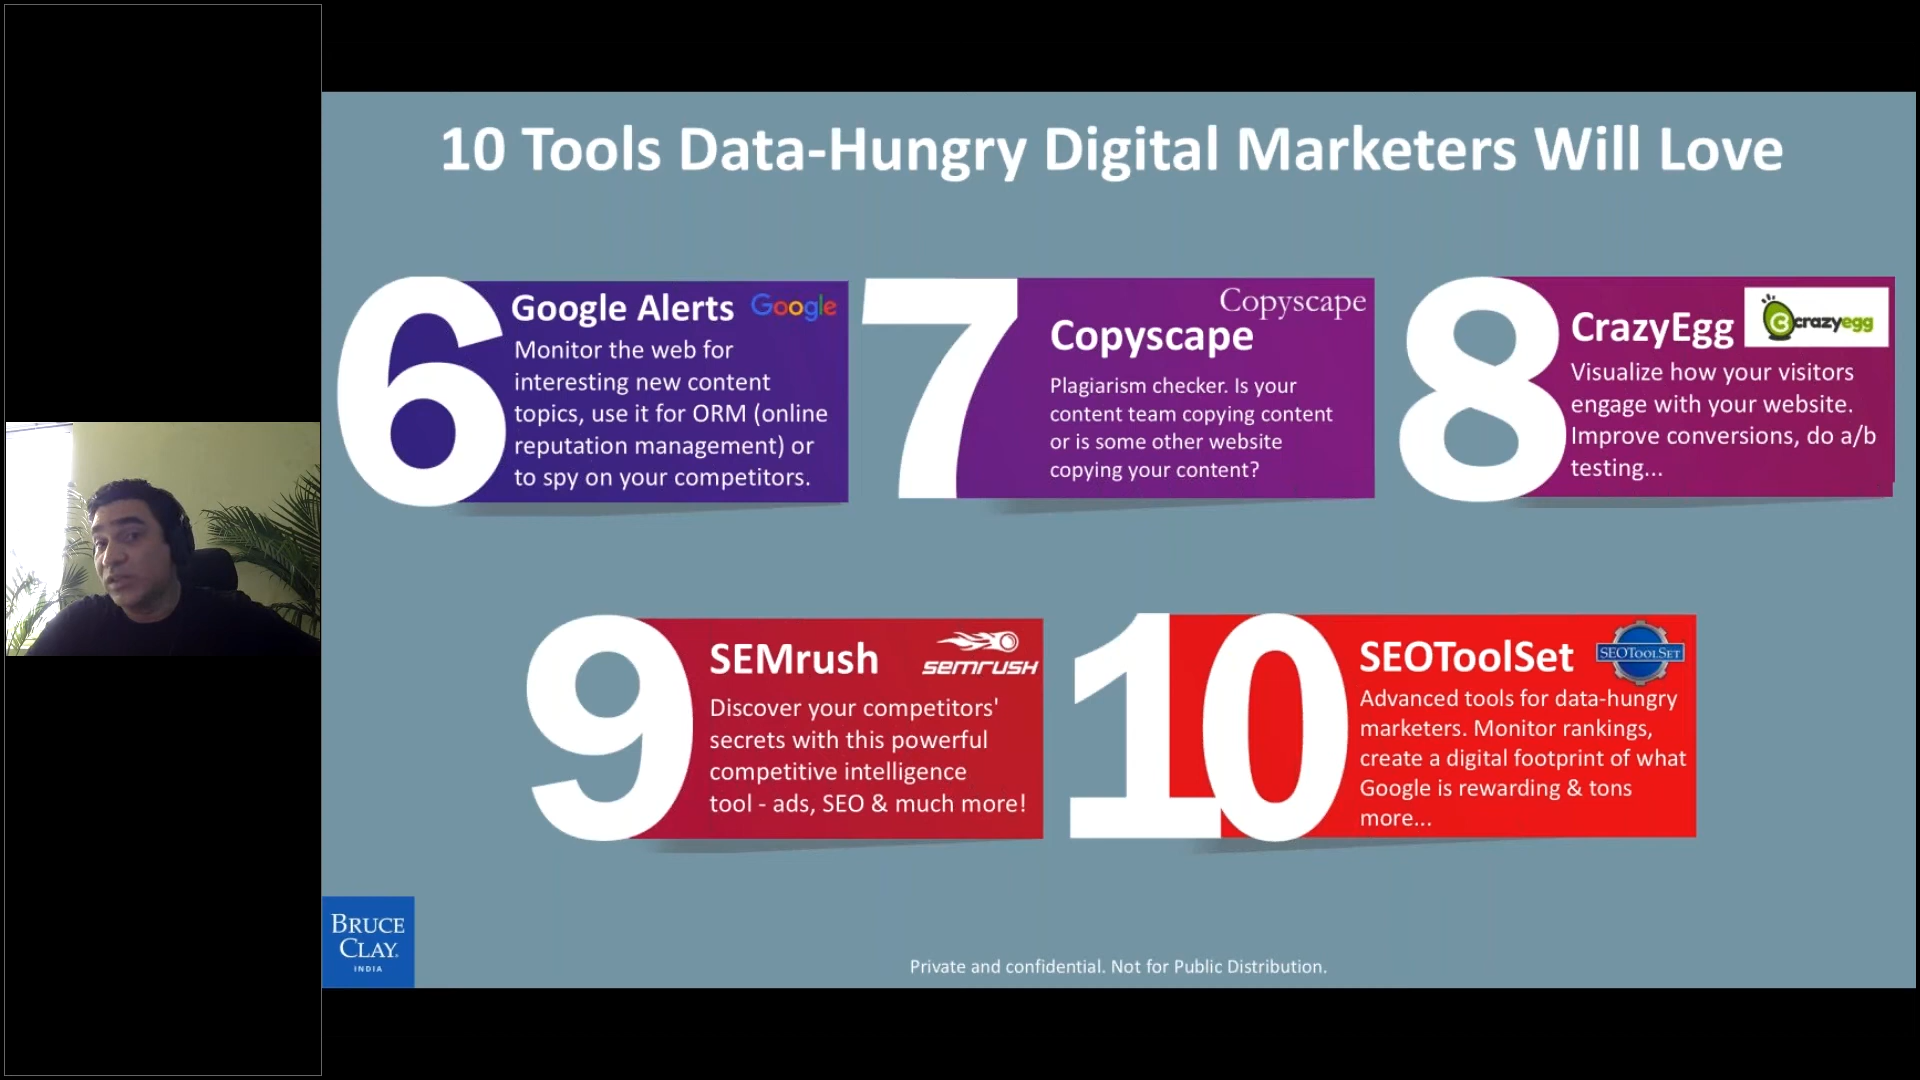 10 Tools Data-Hungry Digital Marketers Will Love
6
Google Alerts
Google
Monitor the web for
interesting new content
topics, use it for ORM (online
reputation management) or
to spy on your competitors.
7
Copyscape
Copyscape
Plagiarism checker. Is your
content team copying content
or is some other website
copying your content?
8
CrazyEgg
crazyegg
Visualize how your visitors
engage with your website.
Improve conversions, do a/b
testing...
9
SEMrush
SEMRUSH
Discover your competitors'
secrets with this powerful
competitive intelligence
tool - ads, SEO & much more!
10
SEOToolSet
SEOToolSet
Advanced tools for data-hungry
marketers. Monitor rankings,
create a digital footprint of what
Google is rewarding & tons
more...
BRUCE
CLAY.
INDIA
Private and confidential. Not for Public Distribution.